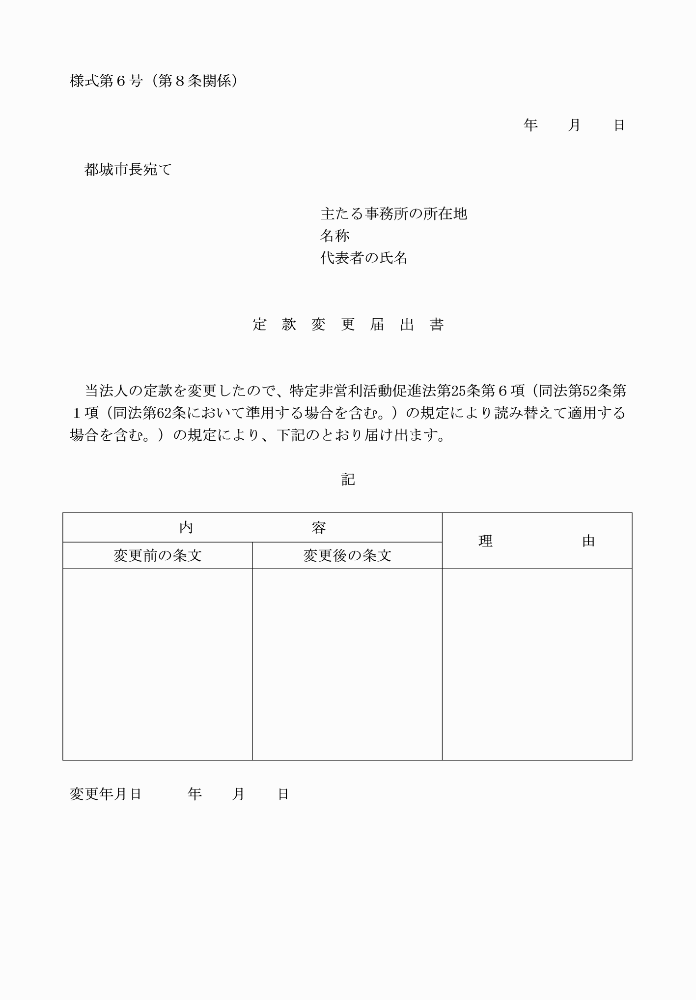 様式第６号（第８条関係）
年　　月　　日
都城市長宛て
主たる事務所の所在地
名称
代表者の氏名
定　款　変　更　届　出　書
当法人の定款を変更したので、特定非営利活動促進法第25条第６項（同法第52条第
１項（同法第62条において準用する場合を含む。）の規定により読み替えて適用する
場合を含む。）の規定により、下記のとおり届け出ます。
記
内　　　　　　　　容
理　　　　　　由
変更前の条文
変更後の条文
変更年月日　　　年　　月　　日